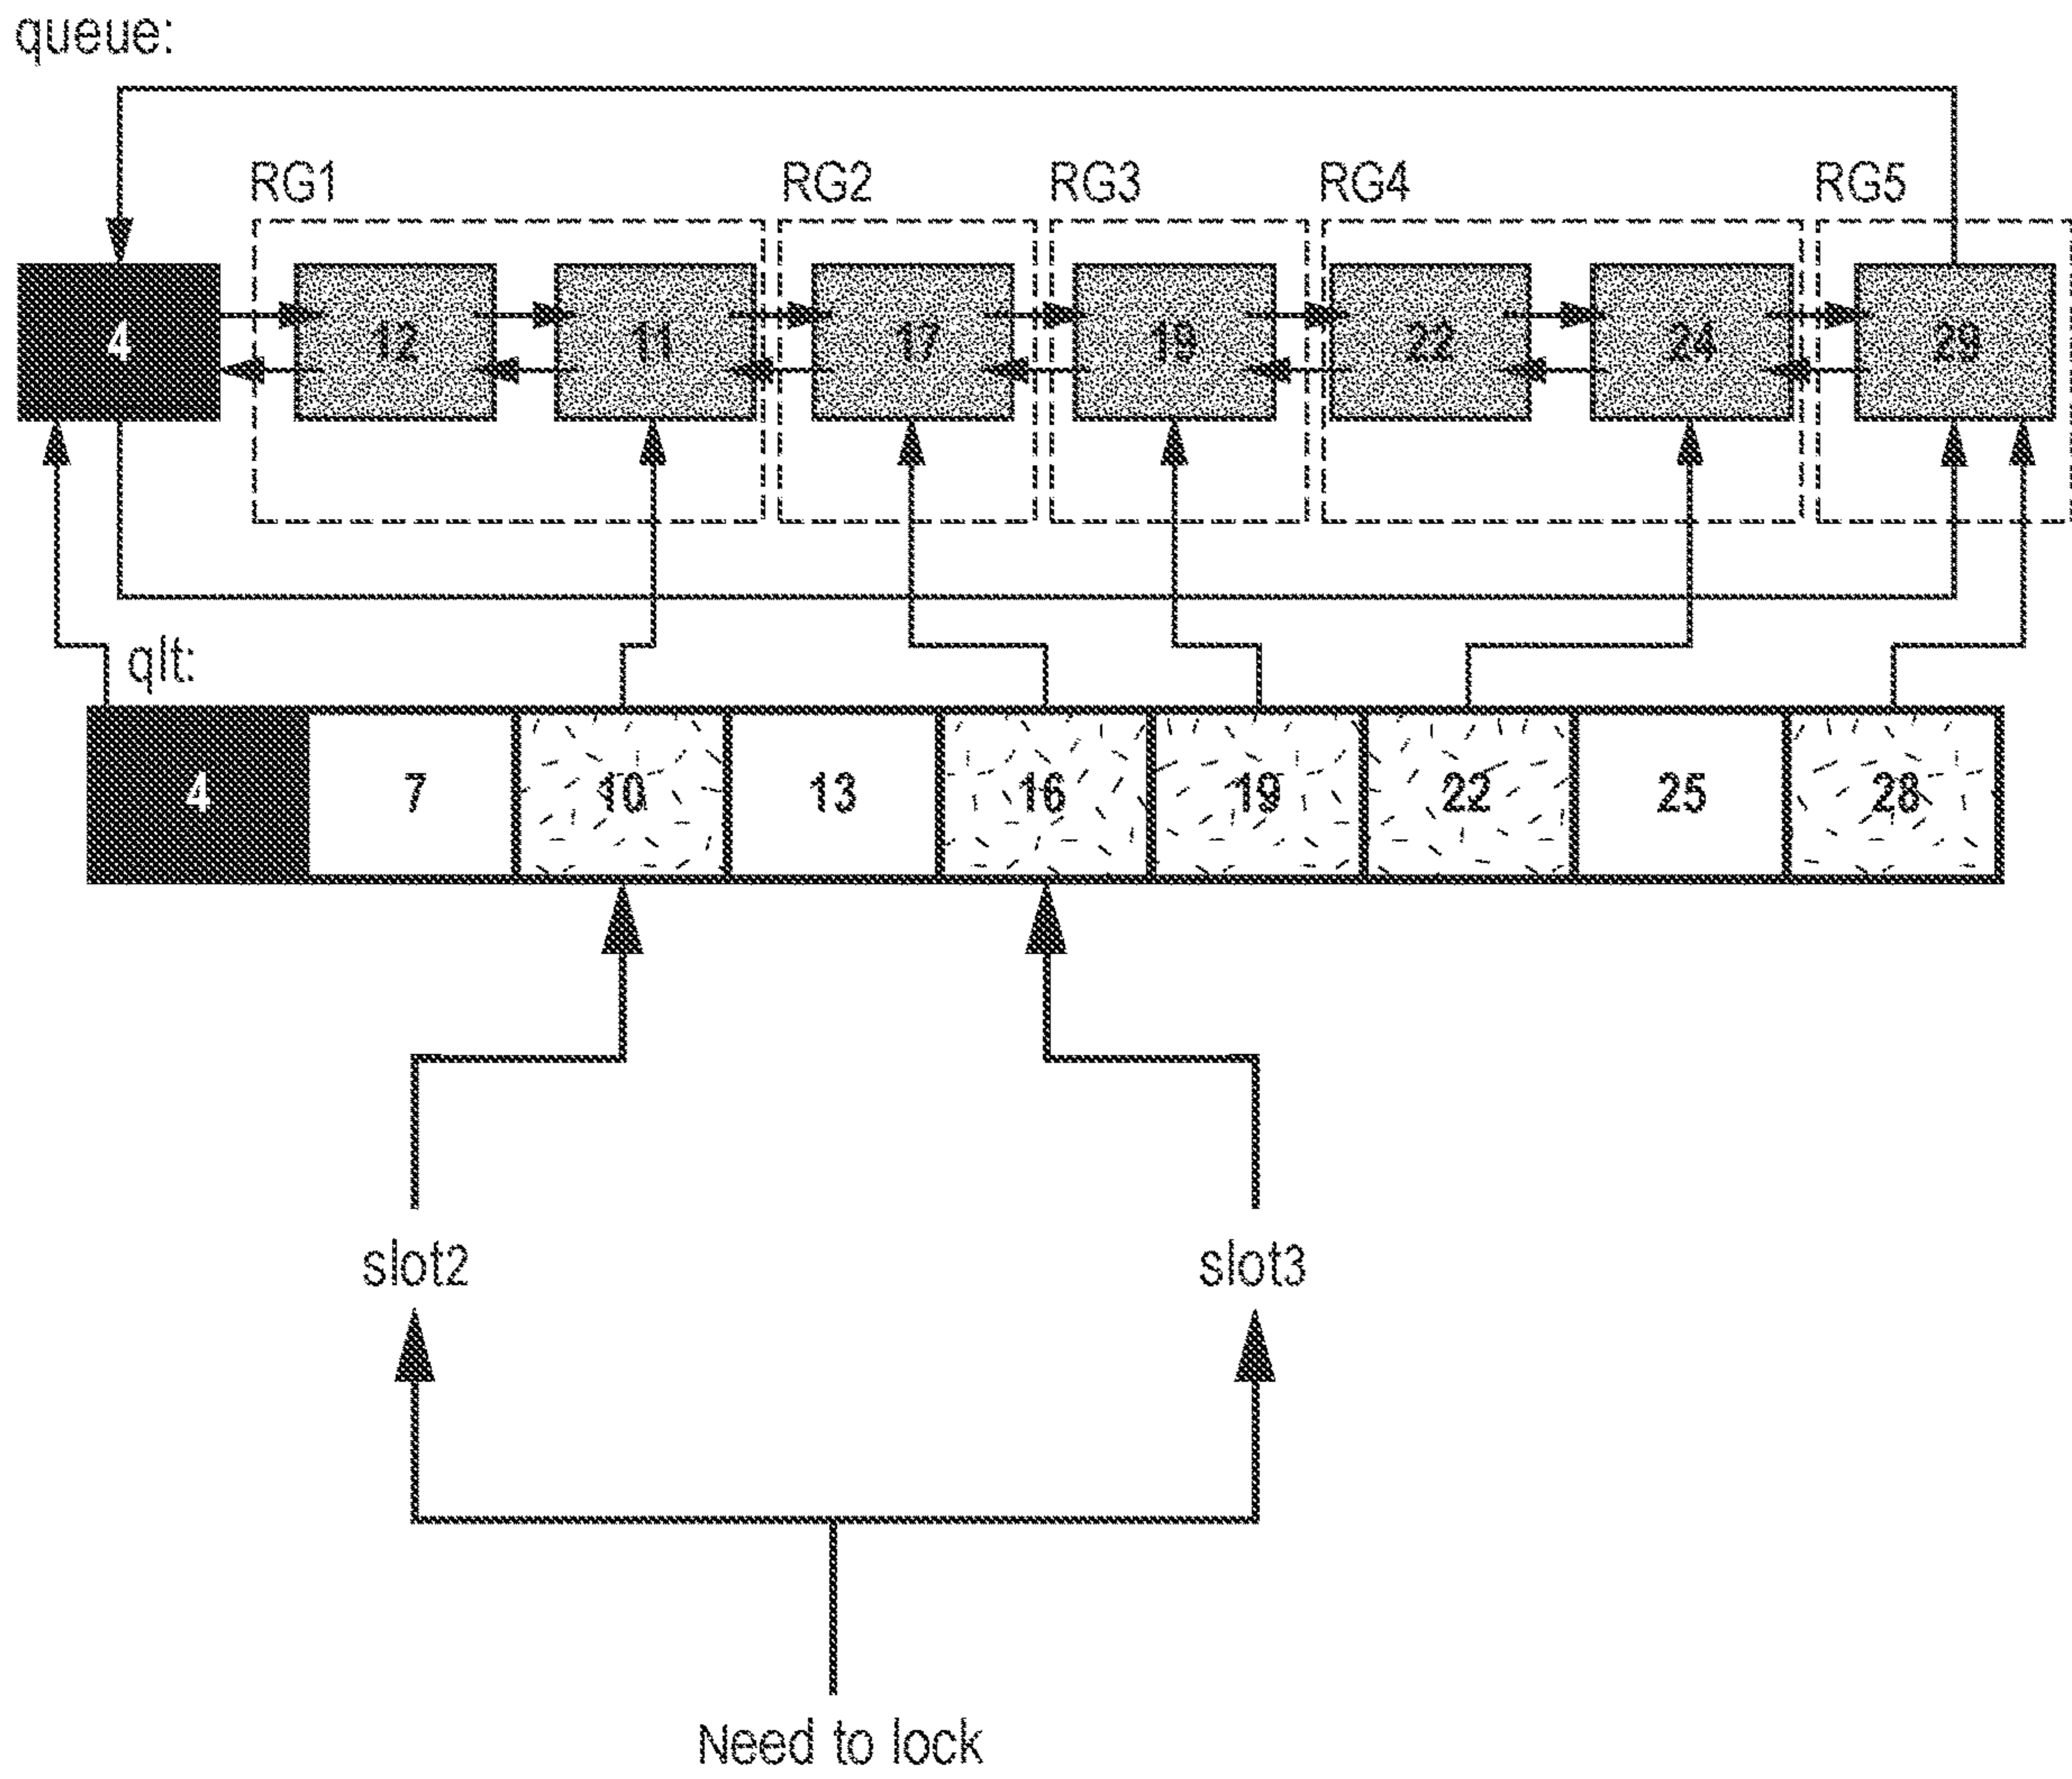 queue:
RG1 RG2 RG3 RG4 RG5
4 12 11 17 19 22 24 29
qlt:
4 7 10 13 16 19 22 25 28
slot2 slot3
Need to lock